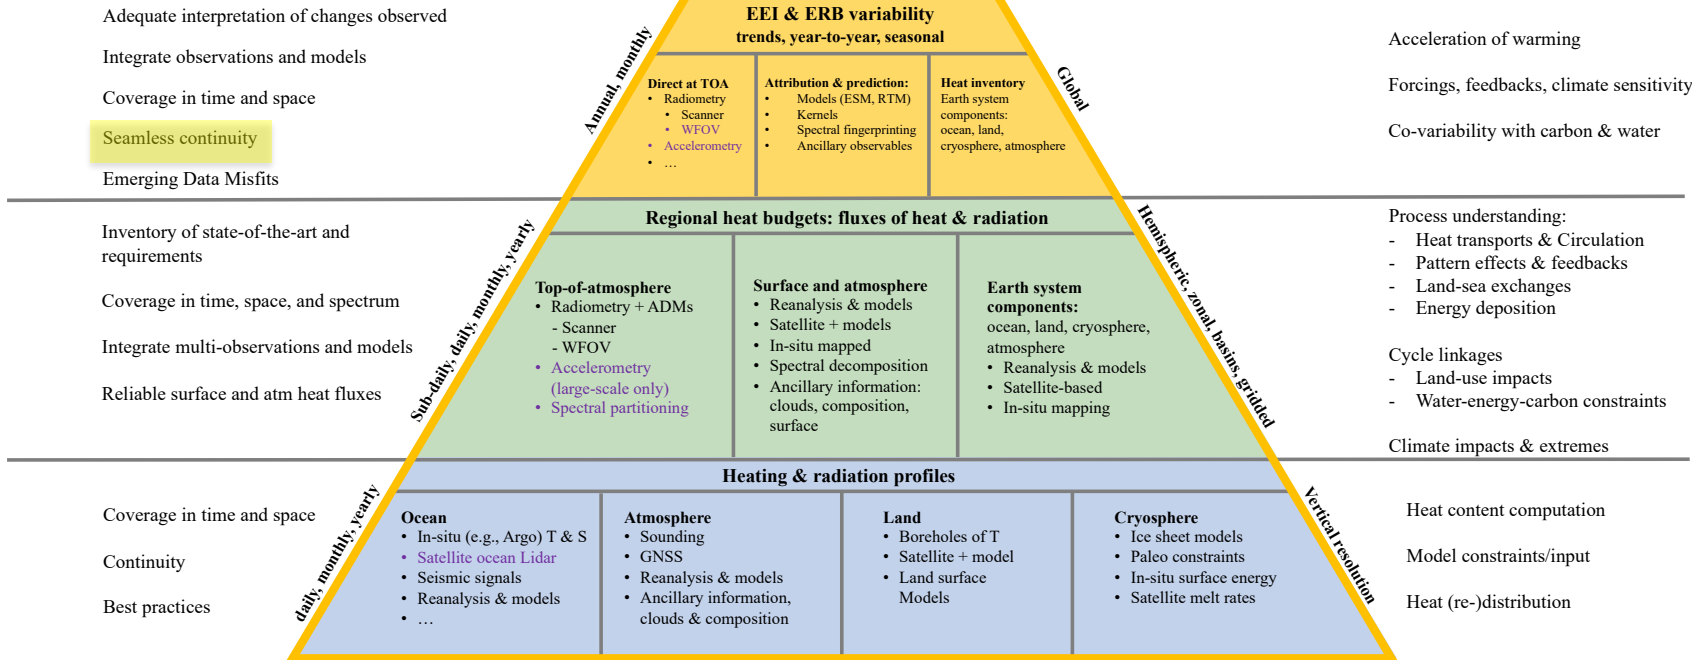 Adequate interpretation of changes observed
Integrate observations and models
Coverage in time and space
Seamless continuity
Emerging Data Misfits
Annual, monthly
EEI & ERB variability
trends, year-to-year, seasonal
Direct at TOA
• Radiometry
• Scanner
• WFOV
• Accelerometry
• …
Attribution & prediction:
• Models (ESM, RTM)
• Kernels
• Spectral fingerprinting
• Ancillary observables
Heat inventory
Earth system
components:
ocean, land,
cryosphere, atmosphere
Global
Acceleration of warming
Forcings, feedbacks, climate sensitivity
Co-variability with carbon & water
Inventory of state-of-the-art and
requirements
Coverage in time, space, and spectrum
Integrate multi-observations and models
Reliable surface and atm heat fluxes
Sub-daily, daily, monthly, yearly
Regional heat budgets: fluxes of heat & radiation
Top-of-atmosphere
• Radiometry + ADMs
- Scanner
- WFOV
• Accelerometry
(large-scale only)
• Spectral partitioning
Surface and atmosphere
• Reanalysis & models
• Satellite + models
• In-situ mapped
• Spectral decomposition
• Ancillary information:
clouds, composition,
surface
Earth system
components:
ocean, land, cryosphere,
atmosphere
• Reanalysis & models
• Satellite-based
• In-situ mapping
Hemispheric, zonal, basins, gridded
Process understanding:
- Heat transports & Circulation
- Pattern effects & feedbacks
- Land-sea exchanges
- Energy deposition
Cycle linkages
- Land-use impacts
- Water-energy-carbon constraints
Climate impacts & extremes
Coverage in time and space
Continuity
Best practices
daily, monthly, yearly
Heating & radiation profiles
Ocean
• In-situ (e.g., Argo) T & S
• Satellite ocean Lidar
• Seismic signals
• Reanalysis & models
• …
Atmosphere
• Sounding
• GNSS
• Reanalysis & models
• Ancillary information,
clouds & composition
Land
• Boreholes of T
• Satellite + model
• Land surface
Models
Cryosphere
• Ice sheet models
• Paleo constraints
• In-situ surface energy
• Satellite melt rates
Vertical resolution
Heat content computation
Model constraints/input
Heat (re-)distribution